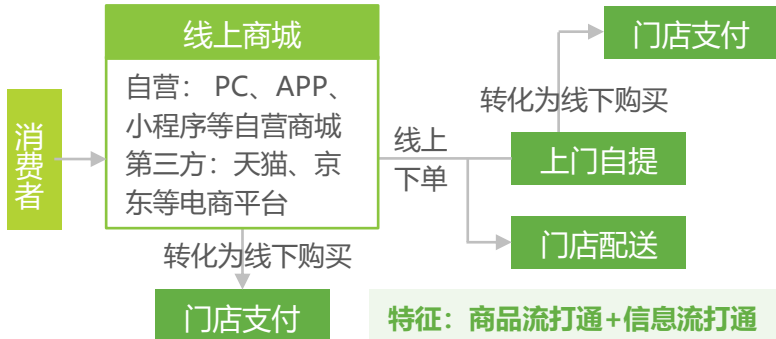 线上商城
门店支付
自营： PC、APP、
小程序等自营商城
第三方：天猫、京
东等电商平台
消费者
线上
下单
转化为线下购买
上门自提
门店配送
转化为线下购买
门店支付
特征：商品流打通+信息流打通